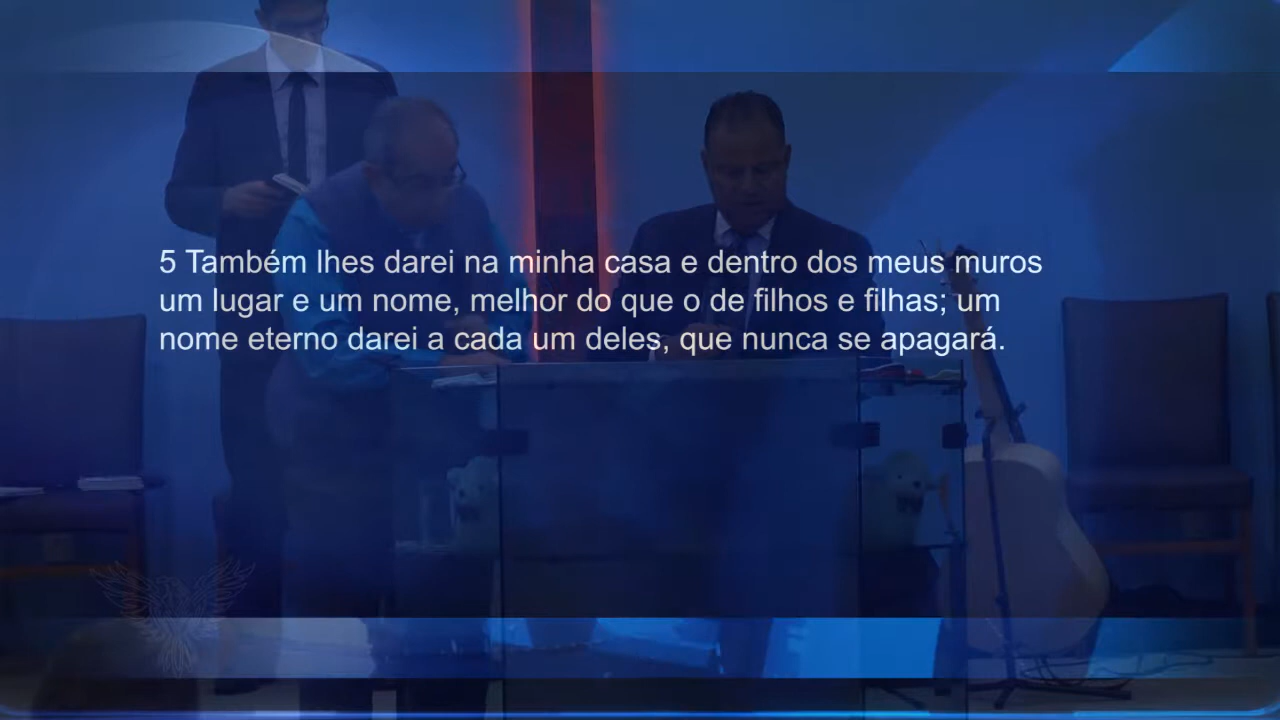 5 Também lhes darei na minha casa e dentro dos meus muros
um lugar e um nome, melhor do que o de filhos e filhas; um
nome eterno darei a cada um deles, que nunca se apagará.